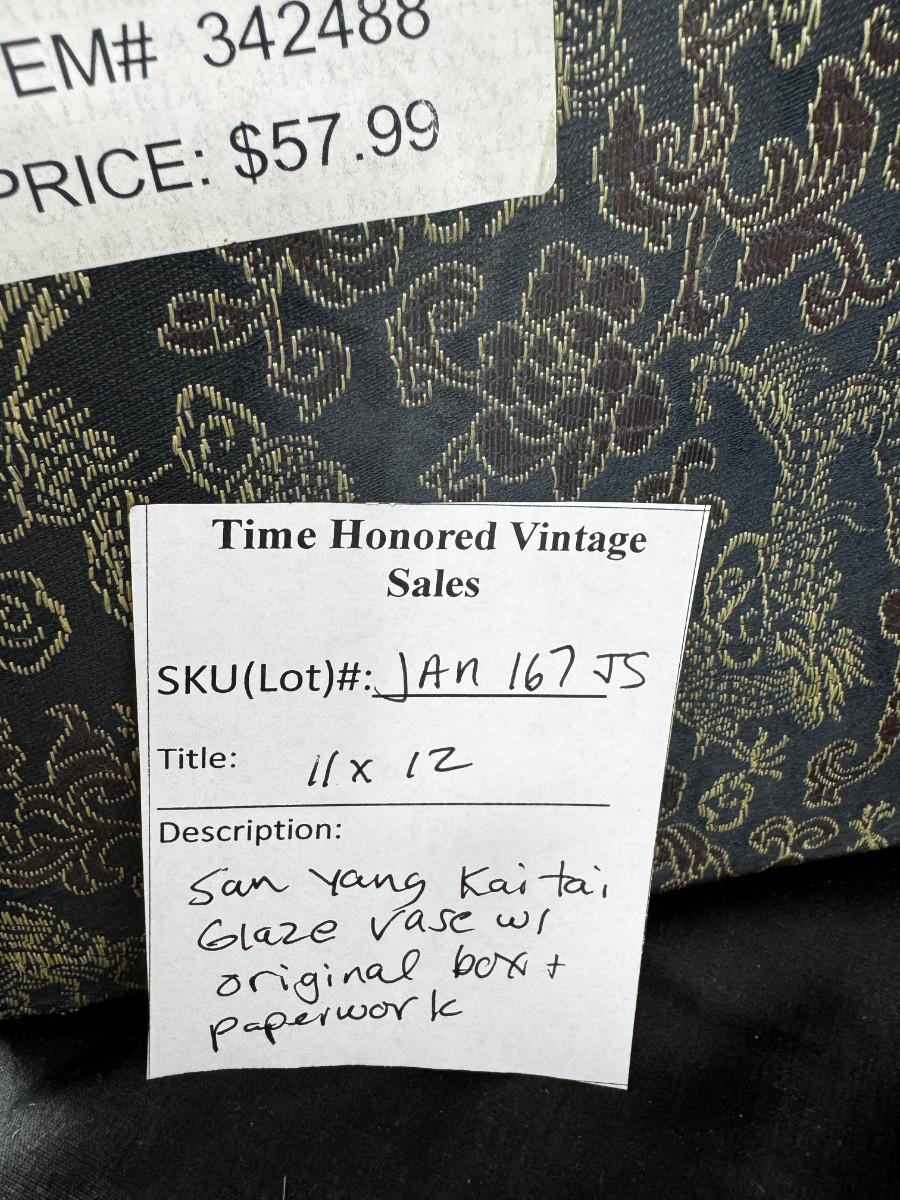 EM# 342488
PRICE: $57.99
Time Honored Vintage
Sales
SKU(Lot)#: JAN 167 JS
Title: 11 x 12
Description:
San Yang Kai tai
Glaze vase w/
original box +
paperwork